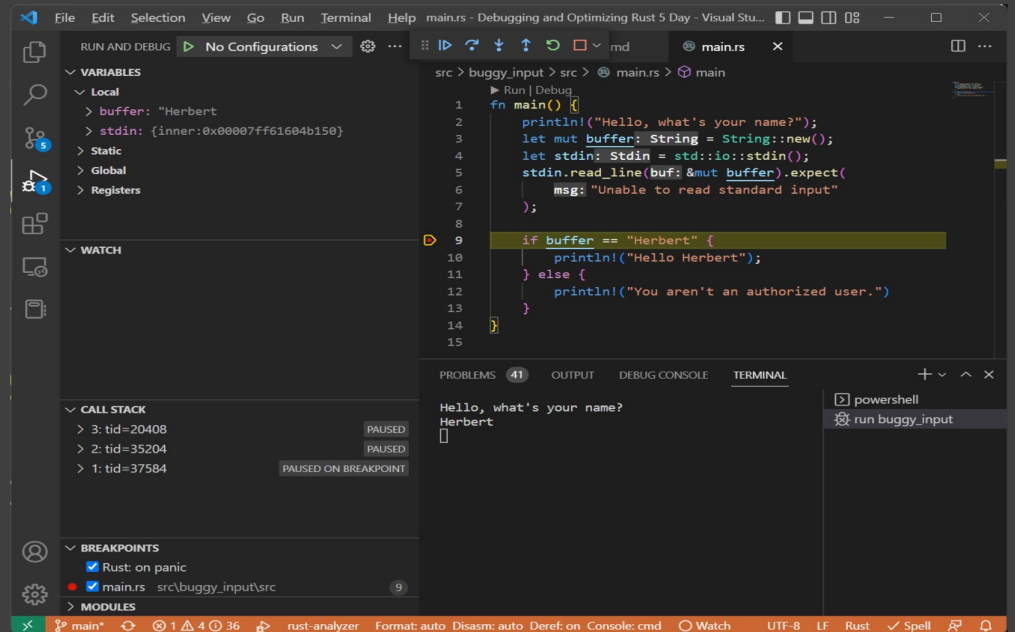 File Edit Selection View Go Run Terminal Help main.rs - Debugging and Optimizing Rust 5 Day - Visual Stu...
RUN AND DEBUG No Configurations ... md main.rs
VARIABLES
Local
buffer: "Herbert
stdin: {inner:0x00007ff61604b150}
Static
Global
Registers
WATCH
CALL STACK
3: tid=20408 PAUSED
2: tid=35204 PAUSED
1: tid=37584 PAUSED ON BREAKPOINT
BREAKPOINTS
Rust: on panic
main.rs src\buggy_input\src 9
MODULES
5
1
src > buggy_input > src > main.rs > main
Run | Debug
1 fn main() {
2 println!("Hello, what's your name?");
3 let mut buffer: String = String::new();
4 let stdin: Stdin = std::io::stdin();
5 stdin.read_line(buf: &mut buffer).expect(
6 msg: "Unable to read standard input"
7 );
8
9 if buffer == "Herbert" {
10 println!("Hello Herbert");
11 } else {
12 println!("You aren't an authorized user.")
13 }
14 }
15
PROBLEMS 41 OUTPUT DEBUG CONSOLE TERMINAL
Hello, what's your name?
Herbert
powershell
run buggy_input
main* 1 4 36 rust-analyzer Format: auto Disasm: auto Deref: on Console: cmd Watch UTF-8 LF Rust Spell